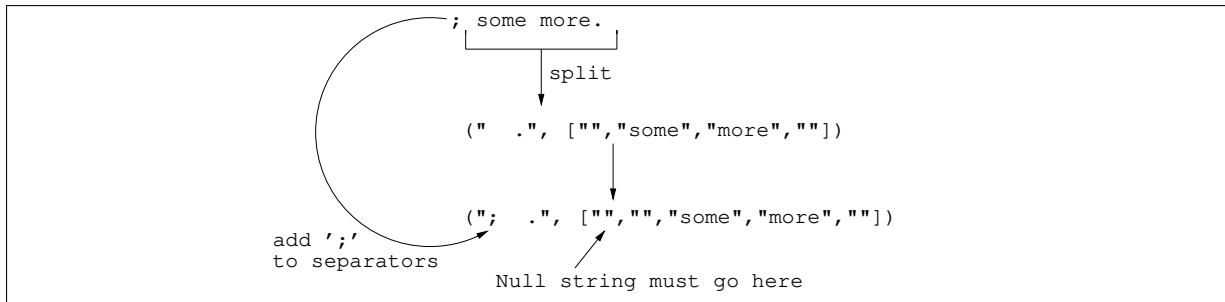 ; some more.
split
("  .", ["","some","more",""])
(";  .", ["","","some","more",""])
add ';'
to separators
Null string must go here